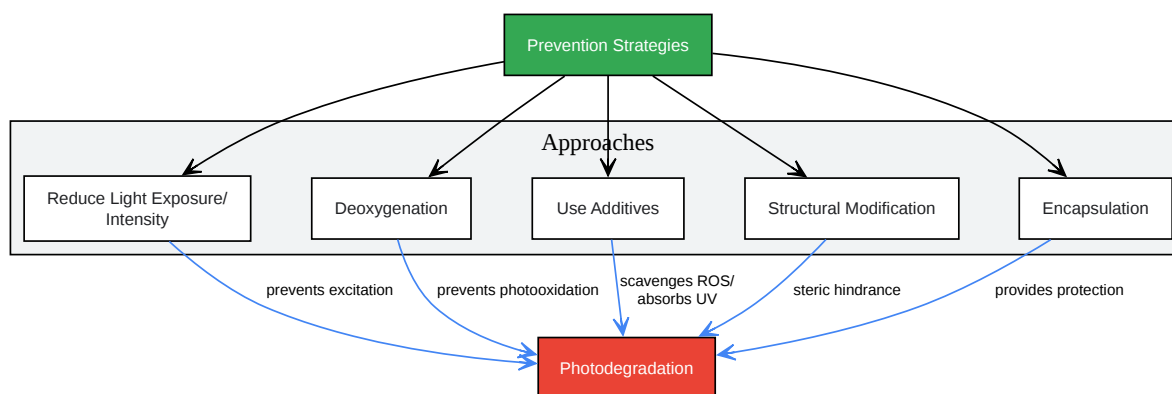 Prevention Strategies
Approaches
Reduce Light Exposure/
Intensity
Deoxygenation
Use Additives
Structural Modification
Encapsulation
prevents excitation
prevents photooxidation
scavenges ROS/
absorbs UV
steric hindrance
provides protection
Photodegradation